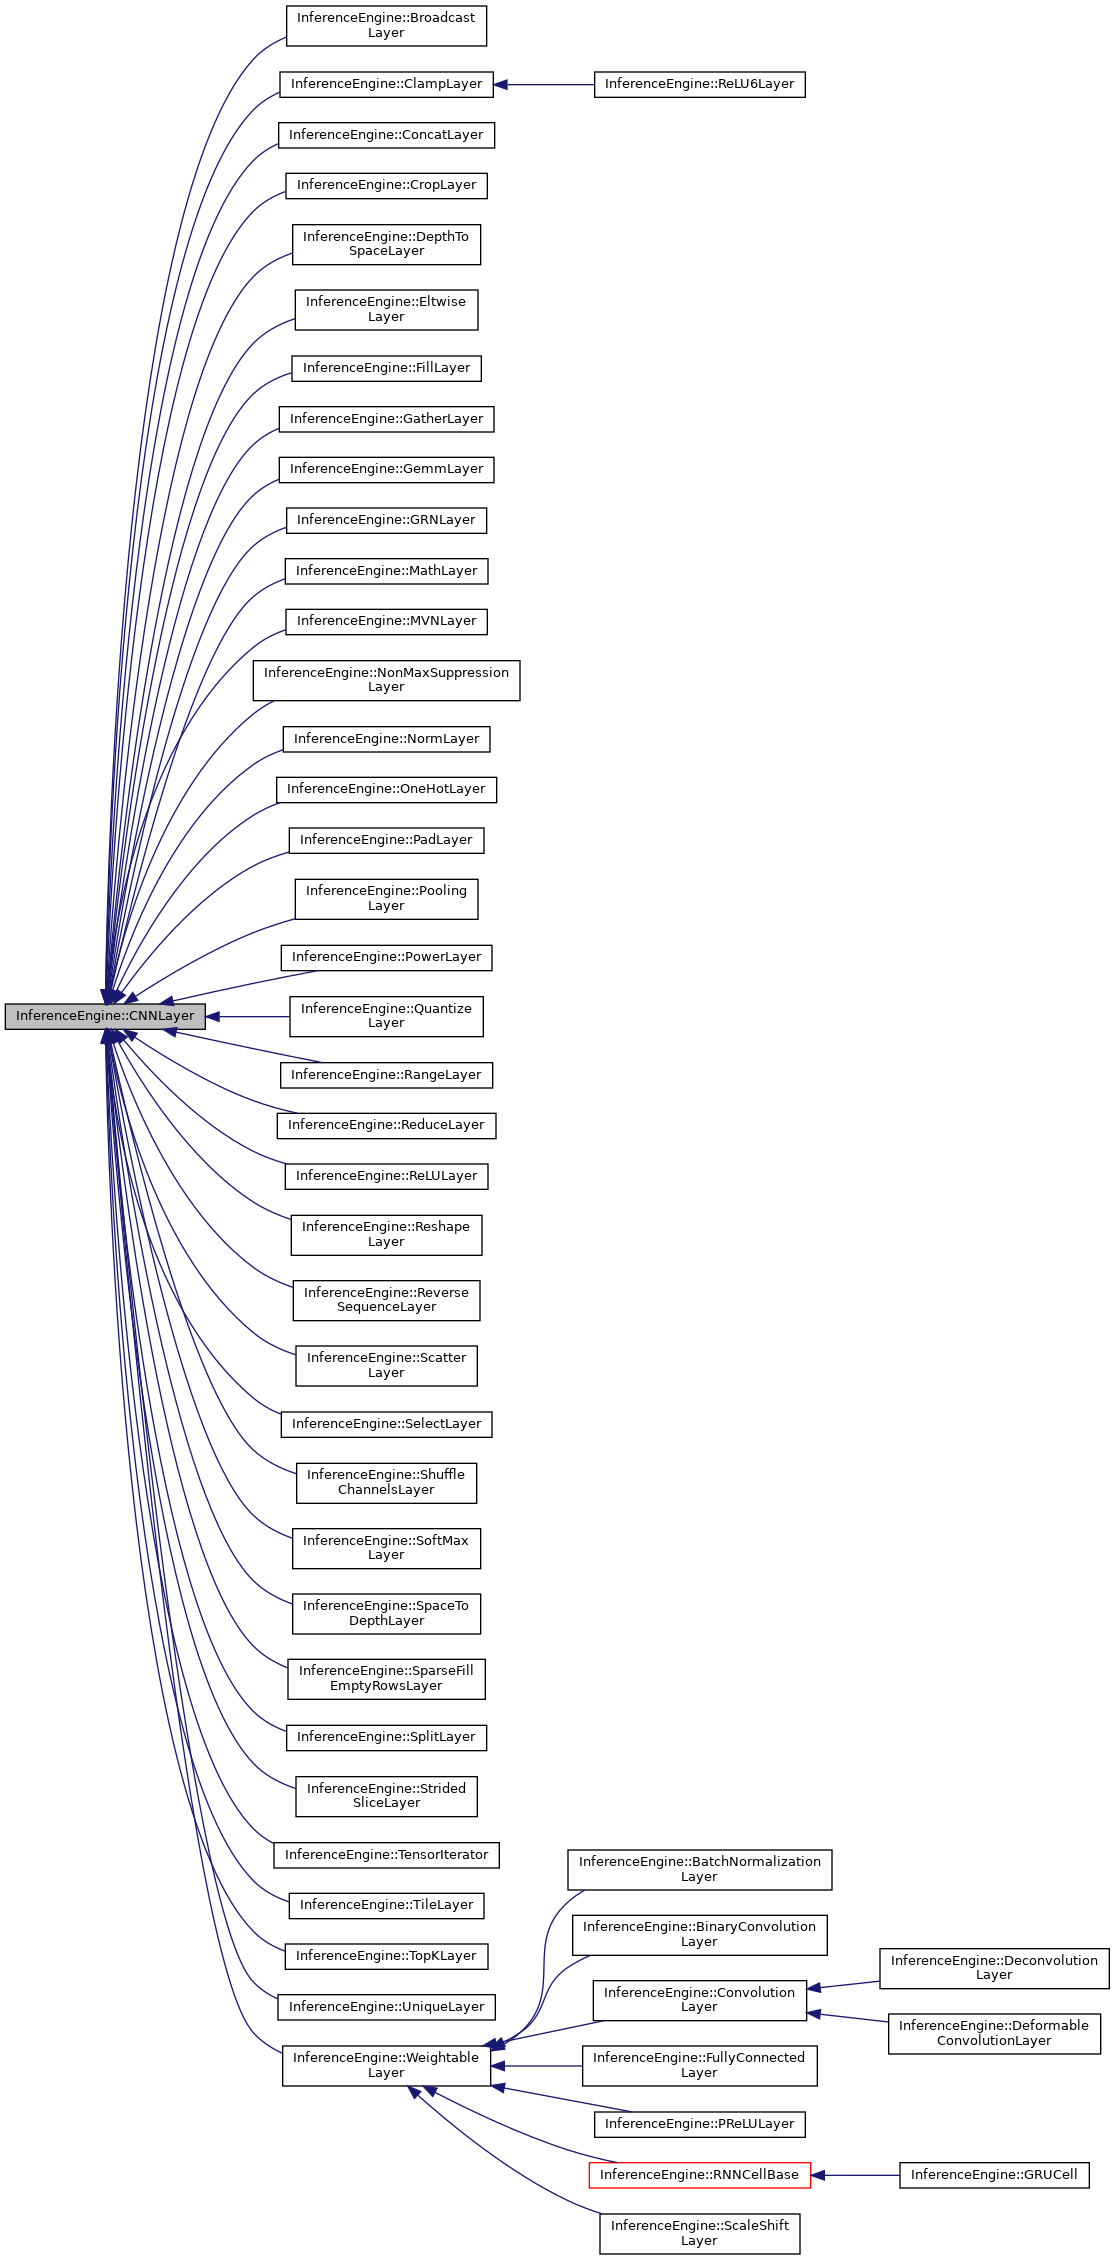 InferenceEngine::Broadcast
Layer
InferenceEngine::ClampLayer
InferenceEngine::ReLU6Layer
InferenceEngine::ConcatLayer
InferenceEngine::CropLayer
InferenceEngine::DepthTo
SpaceLayer
InferenceEngine::Eltwise
Layer
InferenceEngine::FillLayer
InferenceEngine::GatherLayer
InferenceEngine::GemmLayer
InferenceEngine::GRNLayer
InferenceEngine::MathLayer
InferenceEngine::MVNLayer
InferenceEngine::NonMaxSuppression
Layer
InferenceEngine::NormLayer
InferenceEngine::OneHotLayer
InferenceEngine::PadLayer
InferenceEngine::Pooling
Layer
InferenceEngine::PowerLayer
InferenceEngine::CNNLayer
InferenceEngine::Quantize
Layer
InferenceEngine::RangeLayer
InferenceEngine::ReduceLayer
InferenceEngine::ReLULayer
InferenceEngine::Reshape
Layer
InferenceEngine::Reverse
SequenceLayer
InferenceEngine::Scatter
Layer
InferenceEngine::SelectLayer
InferenceEngine::Shuffle
ChannelsLayer
InferenceEngine::SoftMax
Layer
InferenceEngine::SpaceTo
DepthLayer
InferenceEngine::SparseFill
EmptyRowsLayer
InferenceEngine::SplitLayer
InferenceEngine::Strided
SliceLayer
InferenceEngine::TensorIterator
InferenceEngine::TileLayer
InferenceEngine::TopKLayer
InferenceEngine::UniqueLayer
InferenceEngine::Weightable
Layer
InferenceEngine::BatchNormalization
Layer
InferenceEngine::BinaryConvolution
Layer
InferenceEngine::Convolution
Layer
InferenceEngine::Deconvolution
Layer
InferenceEngine::Deformable
ConvolutionLayer
InferenceEngine::FullyConnected
Layer
InferenceEngine::PReLULayer
InferenceEngine::RNNCellBase
InferenceEngine::GRUCell
InferenceEngine::ScaleShift
Layer